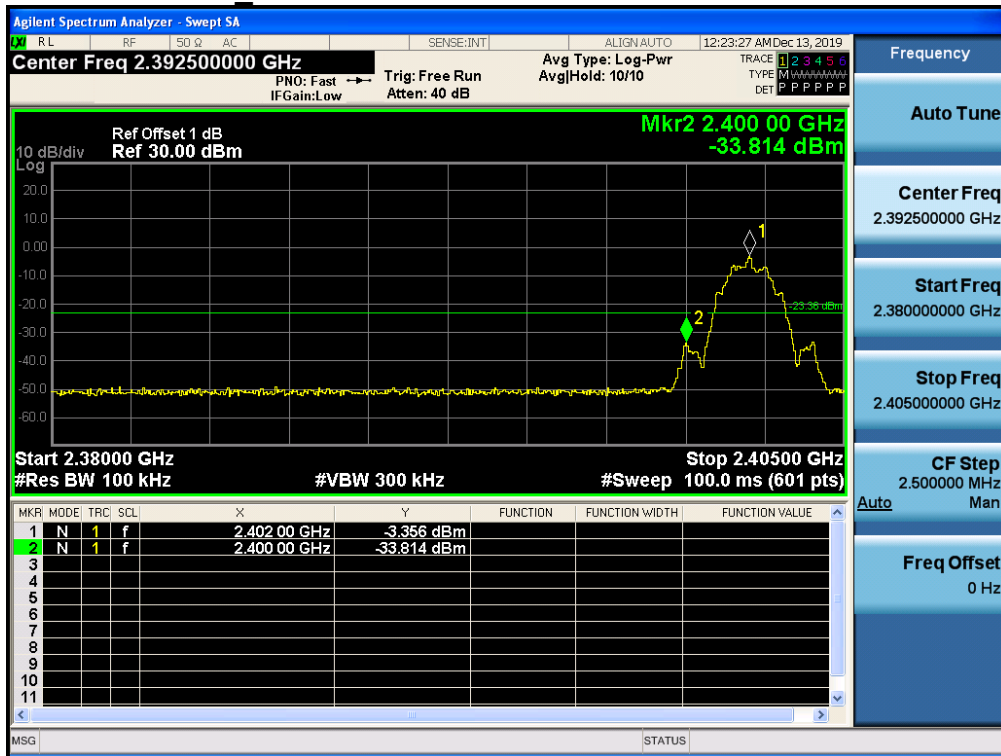 Agilent Spectrum Analyzer - Swept SA
LXI RL RF 50 Ω AC SENSE:INT ALIGNAUTO 12:23:27 AM Dec 13, 2019
Center Freq 2.392500000 GHz
PNO: Fast
IFGain:Low
Trig: Free Run
Atten: 40 dB
Avg Type: Log-Pwr
Avg|Hold: 10/10
TRACE 1 2 3 4 5 6
TYPE M
DET P P P P P P
Mkr2 2.400 00 GHz
-33.814 dBm
Ref Offset 1 dB
Ref 30.00 dBm
10 dB/div
Log
20.0
10.0
0.00
-10.0
-20.0
-30.0
-40.0
-50.0
-60.0
1
2
-23.36 dBm
Start 2.38000 GHz
Stop 2.40500 GHz
#Res BW 100 kHz
#VBW 300 kHz
#Sweep 100.0 ms (601 pts)
MKR MODE TRC SCL X Y FUNCTION FUNCTION WIDTH FUNCTION VALUE
1 N 1 f 2.402 00 GHz -3.356 dBm
2 N 1 f 2.400 00 GHz -33.814 dBm
3
4
5
6
7
8
9
10
11
MSG
STATUS
Frequency
Auto Tune
Center Freq
2.392500000 GHz
Start Freq
2.380000000 GHz
Stop Freq
2.405000000 GHz
CF Step
2.500000 MHz
Auto Man
Freq Offset
0 Hz